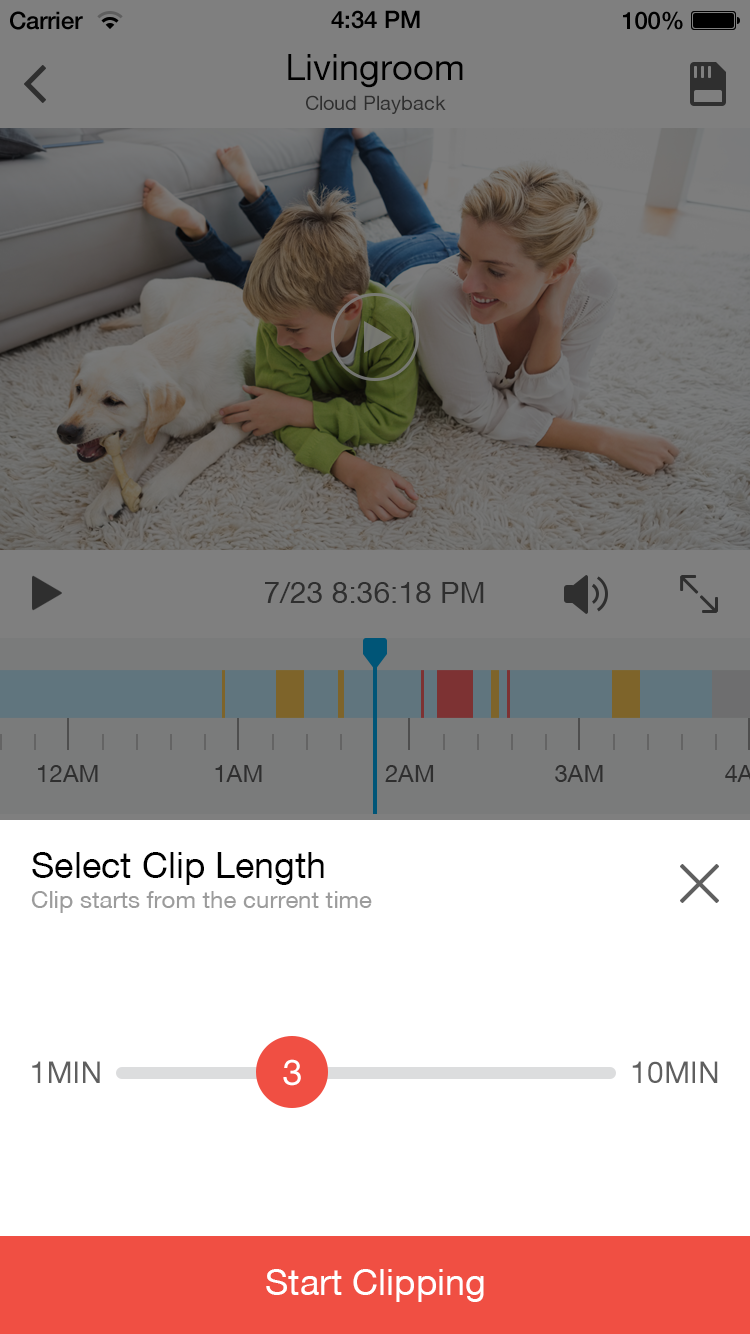 Carrier 4:34 PM 100%
Livingroom
Cloud Playback
7/23 8:36:18 PM
12AM 1AM 2AM 3AM 4A
Select Clip Length
Clip starts from the current time
1MIN 3 10MIN
Start Clipping